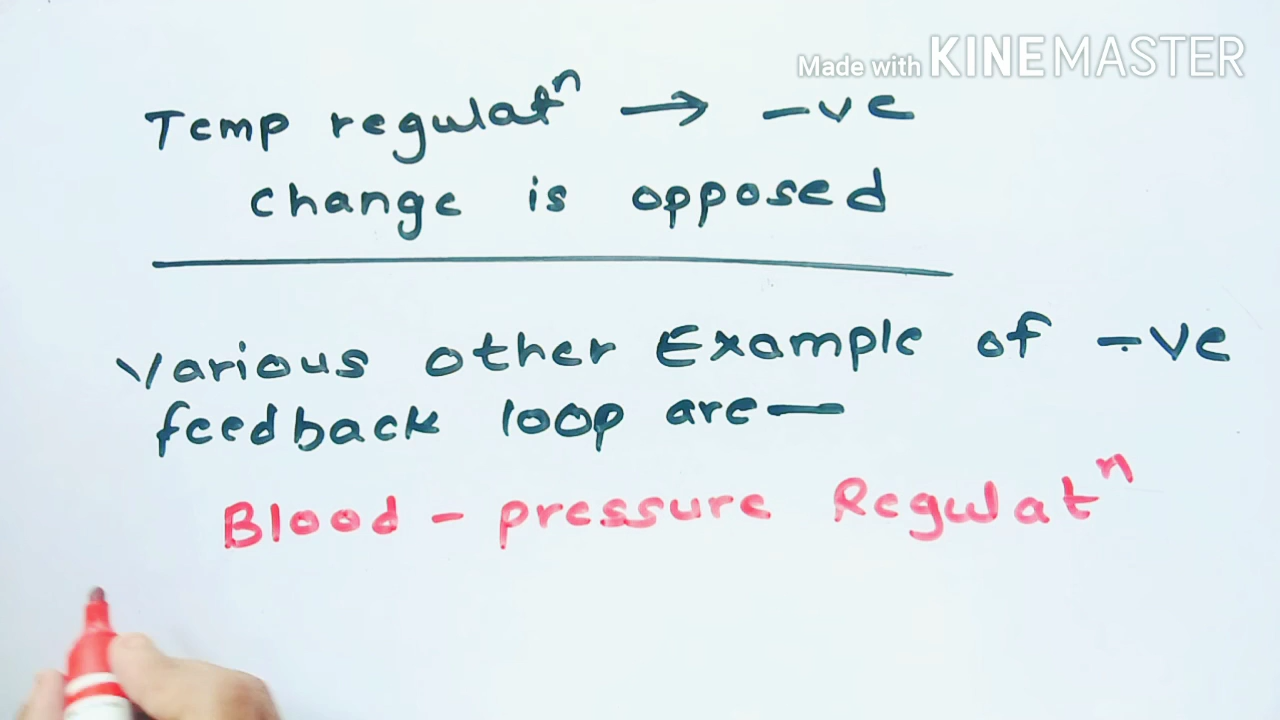 Made with KINEMASTER
Temp regulatⁿ → -ve
change is opposed
Various other Example of -ve
feedback loop are—
Blood - pressure Regulatⁿ